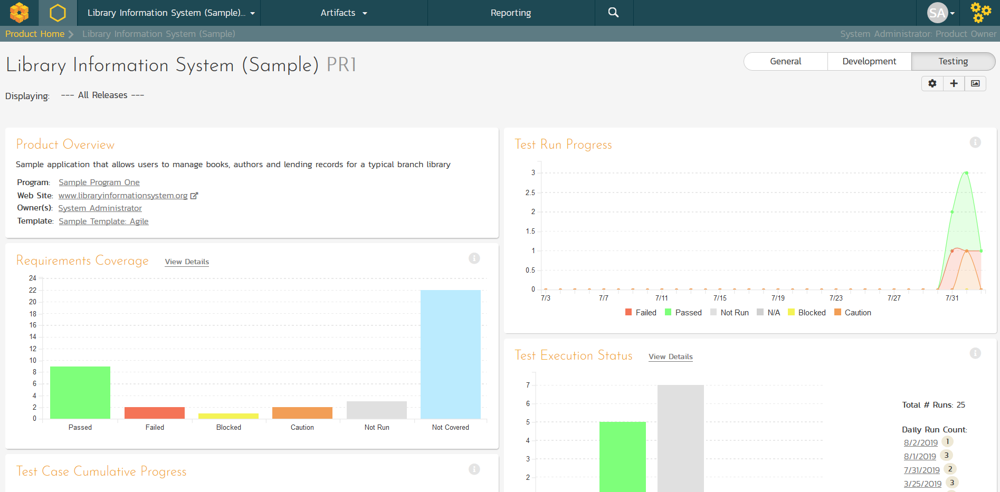 Library Information System (Sample)...
Artifacts
Reporting
SA
Product Home
Library Information System (Sample)
System Administrator: Product Owner
Library Information System (Sample) PR1
General
Development
Testing
Displaying:
--- All Releases ---
Product Overview
Sample application that allows users to manage books, authors and lending records for a typical branch library
Program: Sample Program One
Web Site: www.libraryinformationsystem.org
Owner(s): System Administrator
Template: Sample Template: Agile
Requirements Coverage View Details
24
22
20
18
16
14
12
10
8
6
4
2
0
Passed Failed Blocked Caution Not Run Not Covered
Test Case Cumulative Progress
Test Run Progress
3
2.5
2
1.5
1
0.5
0
7/3 7/7 7/11 7/15 7/19 7/23 7/27 7/31
Failed Passed Not Run N/A Blocked Caution
Test Execution Status View Details
7
6
5
4
3
2
Total # Runs: 25
Daily Run Count:
8/2/2019 1
8/1/2019 3
7/31/2019 2
3/25/2019 3